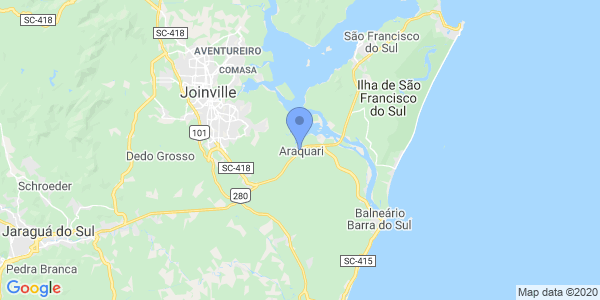 SC-418
SC-418
São Francisco
do Sul
AVENTUREIRO
COMASA
Joinville
Ilha de São
Francisco
do Sul
101
Araquari
Dedo Grosso
SC-418
280
Schroeder
Balneário
Barra do Sul
Jaraguá do Sul
SC-415
Pedra Branca
Google
Map data ©2020